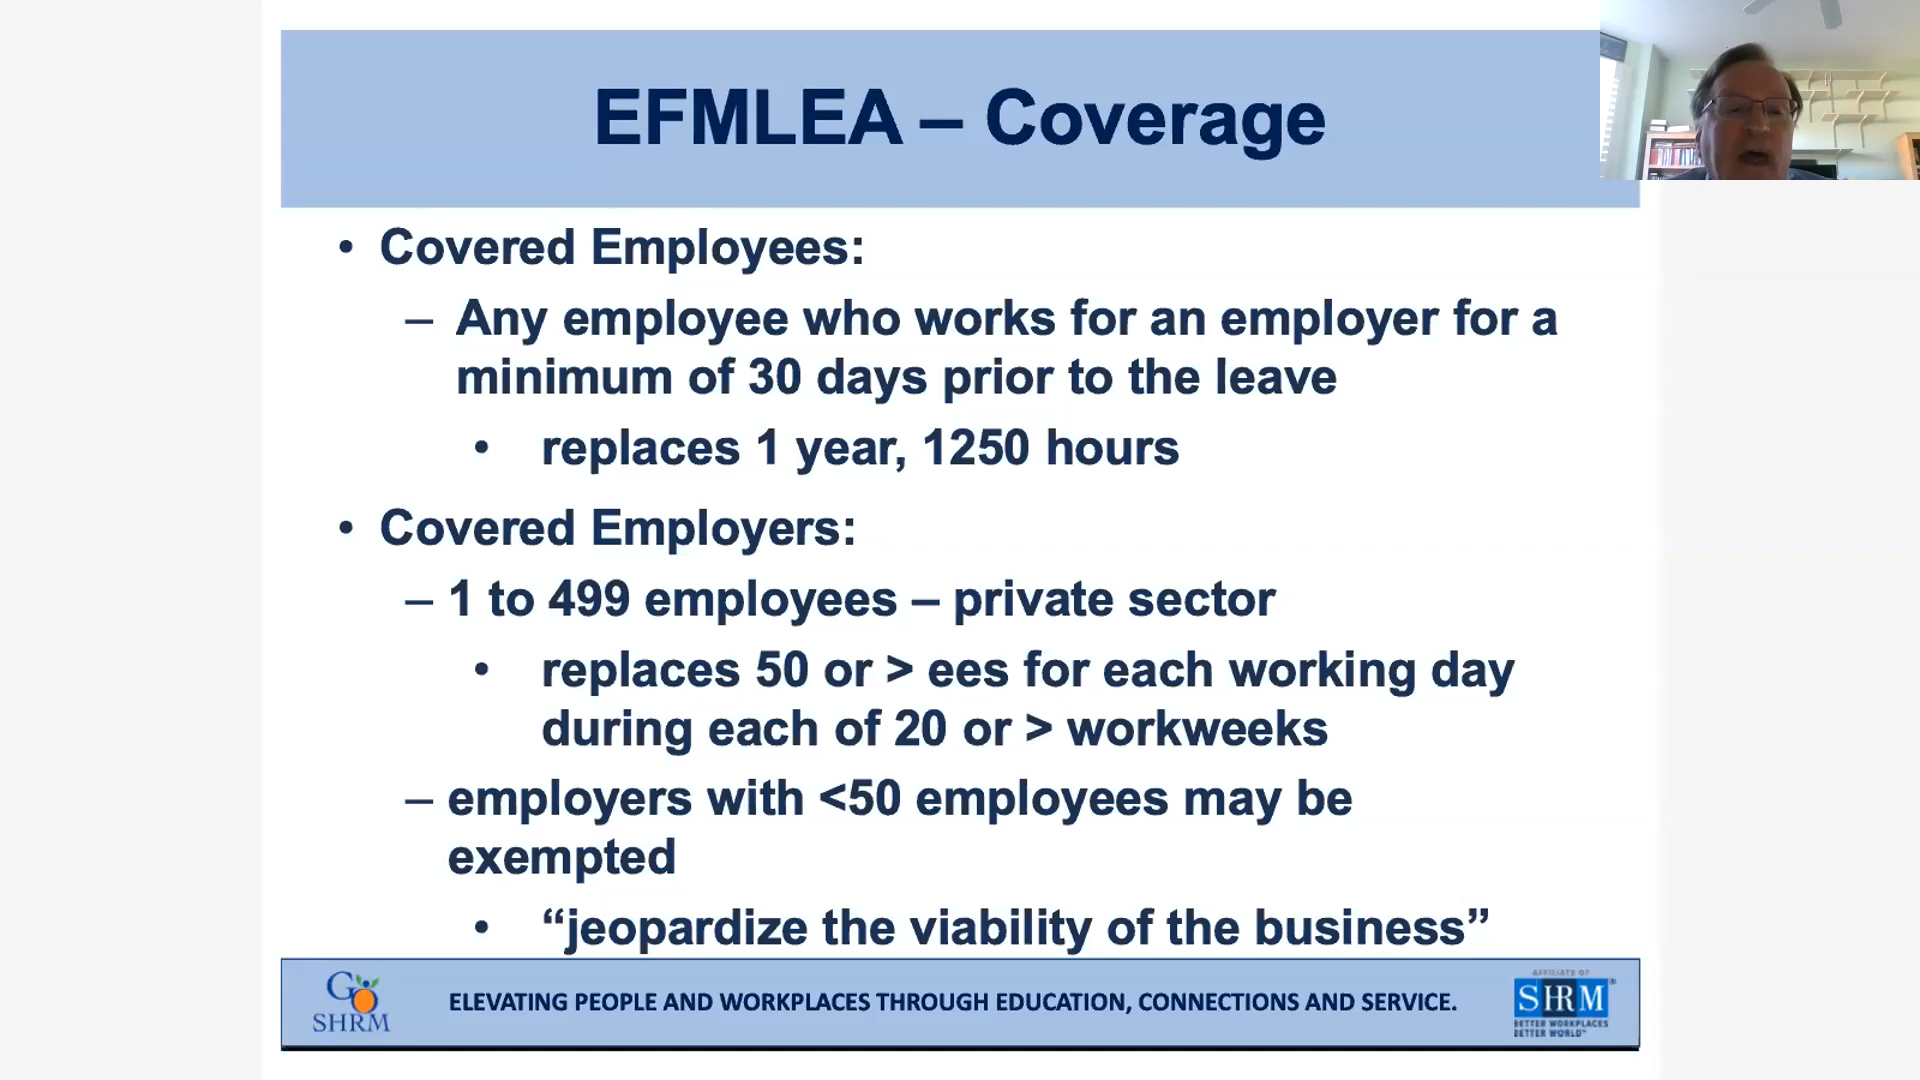 EFMLEA – Coverage
• Covered Employees:
– Any employee who works for an employer for a
minimum of 30 days prior to the leave
• replaces 1 year, 1250 hours
• Covered Employers:
– 1 to 499 employees – private sector
• replaces 50 or > ees for each working day
during each of 20 or > workweeks
– employers with <50 employees may be
exempted
• “jeopardize the viability of the business”
GO
SHRM
ELEVATING PEOPLE AND WORKPLACES THROUGH EDUCATION, CONNECTIONS AND SERVICE.
AFFILIATE OF
SHRM®
BETTER WORKPLACES
BETTER WORLD™